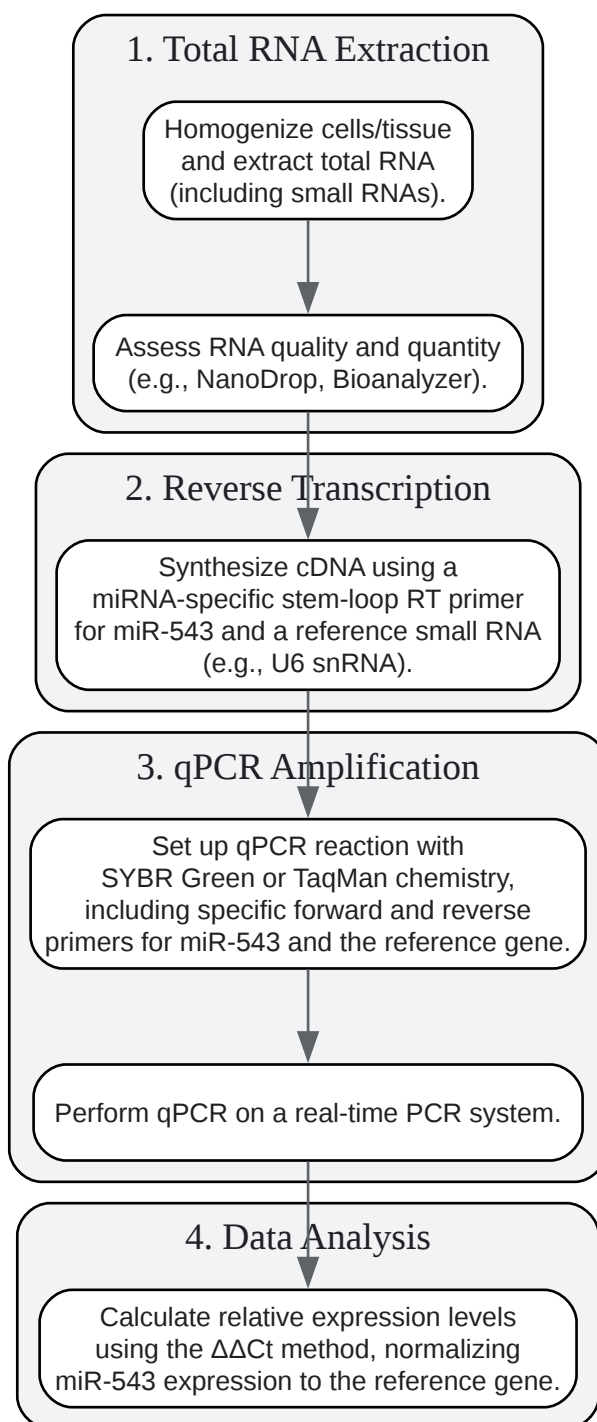 1. Total RNA Extraction
Homogenize cells/tissue
and extract total RNA
(including small RNAs).
Assess RNA quality and quantity
(e.g., NanoDrop, Bioanalyzer).
2. Reverse Transcription
Synthesize cDNA using a
miRNA-specific stem-loop RT primer
for miR-543 and a reference small RNA
(e.g., U6 snRNA).
3. qPCR Amplification
Set up qPCR reaction with
SYBR Green or TaqMan chemistry,
including specific forward and reverse
primers for miR-543 and the reference gene.
Perform qPCR on a real-time PCR system.
4. Data Analysis
Calculate relative expression levels
using the ΔΔCt method, normalizing
miR-543 expression to the reference gene.